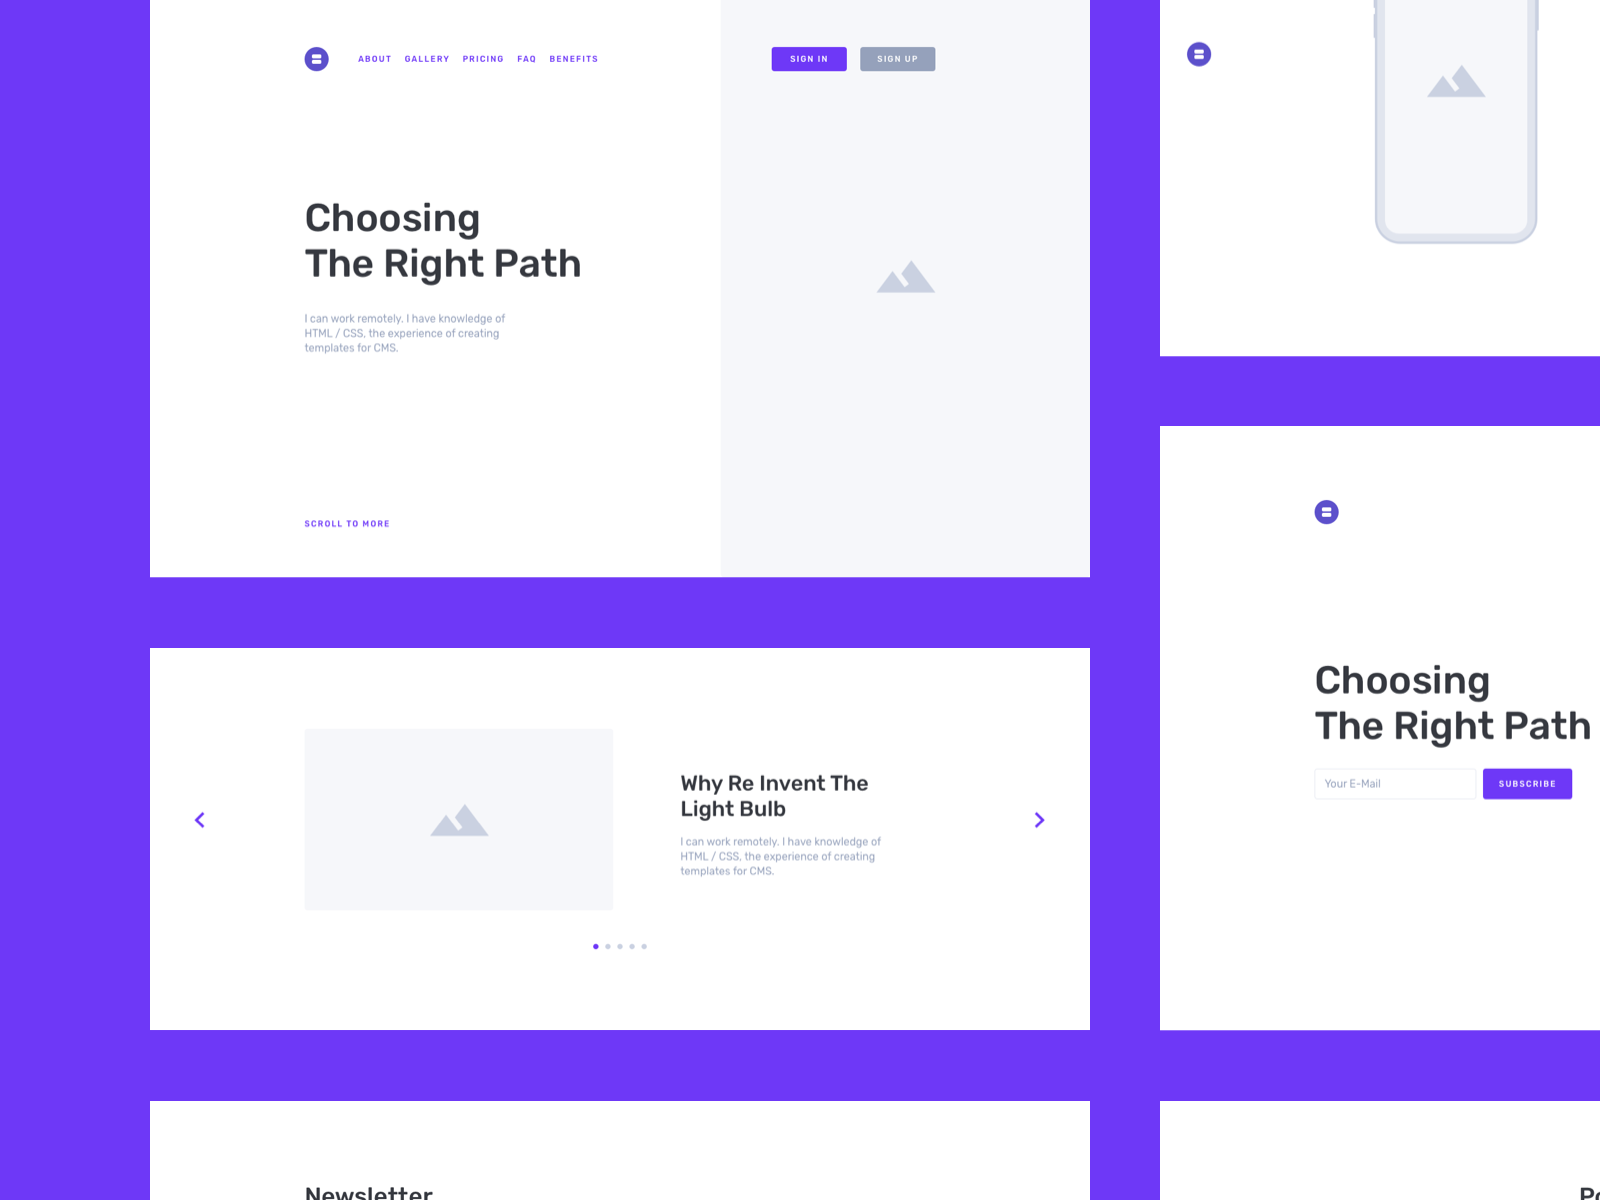 ABOUT GALLERY PRICING FAQ BENEFITS
SIGN IN SIGN UP
Choosing
The Right Path
I can work remotely. I have knowledge of
HTML / CSS, the experience of creating
templates for CMS.
SCROLL TO MORE
Why Re Invent The
Light Bulb
I can work remotely. I have knowledge of
HTML / CSS, the experience of creating
templates for CMS.
Newsletter
Choosing
The Right Path
Your E-Mail SUBSCRIBE